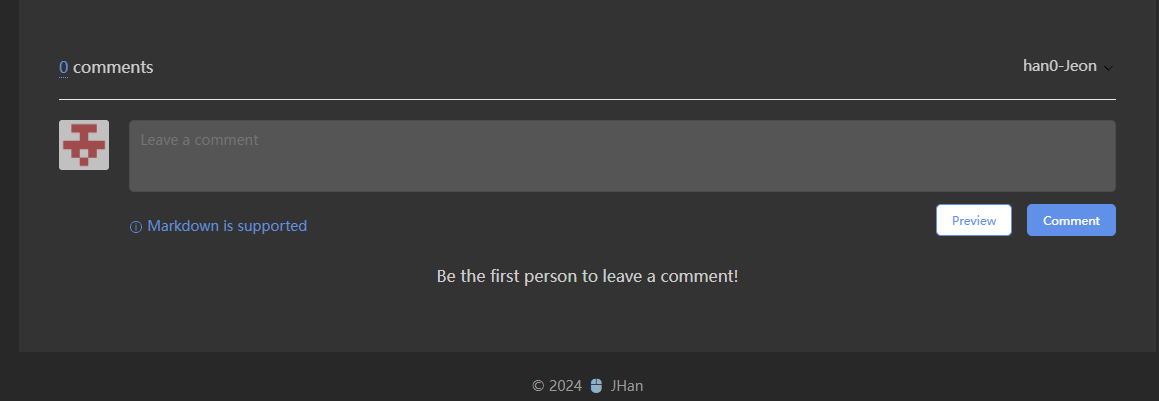 0 comments
han0-Jeon
Leave a comment
Markdown is supported
Preview
Comment
Be the first person to leave a comment!
© 2024 JHan